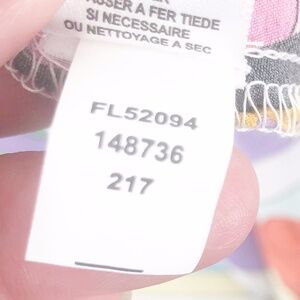 ASSER A FER TIEDE
SI NECESSAIRE
OU NETTOYAGE A SEC
FL52094
148736
217